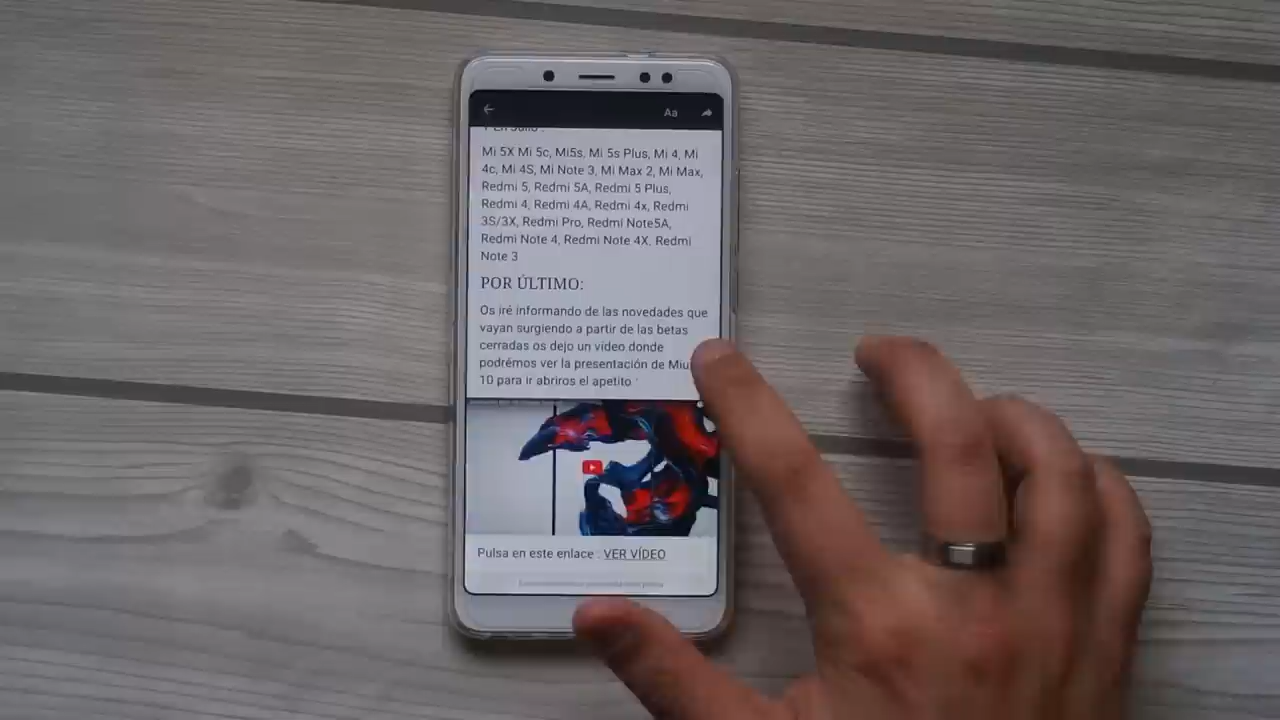 Aa
Y En Julio :
Mi 5X Mi 5c, Mi5s, Mi 5s Plus, Mi 4, Mi
4c, Mi 4S, Mi Note 3, Mi Max 2, Mi Max,
Redmi 5, Redmi 5A, Redmi 5 Plus,
Redmi 4, Redmi 4A, Redmi 4x, Redmi
3S/3X, Redmi Pro, Redmi Note5A,
Redmi Note 4, Redmi Note 4X, Redmi
Note 3
POR ÚLTIMO:
Os iré informando de las novedades que
vayan surgiendo a partir de las betas
cerradas os dejo un vídeo donde
podrémos ver la presentación de Miu
10 para ir abriros el apetito
Pulsa en este enlace : VER VÍDEO